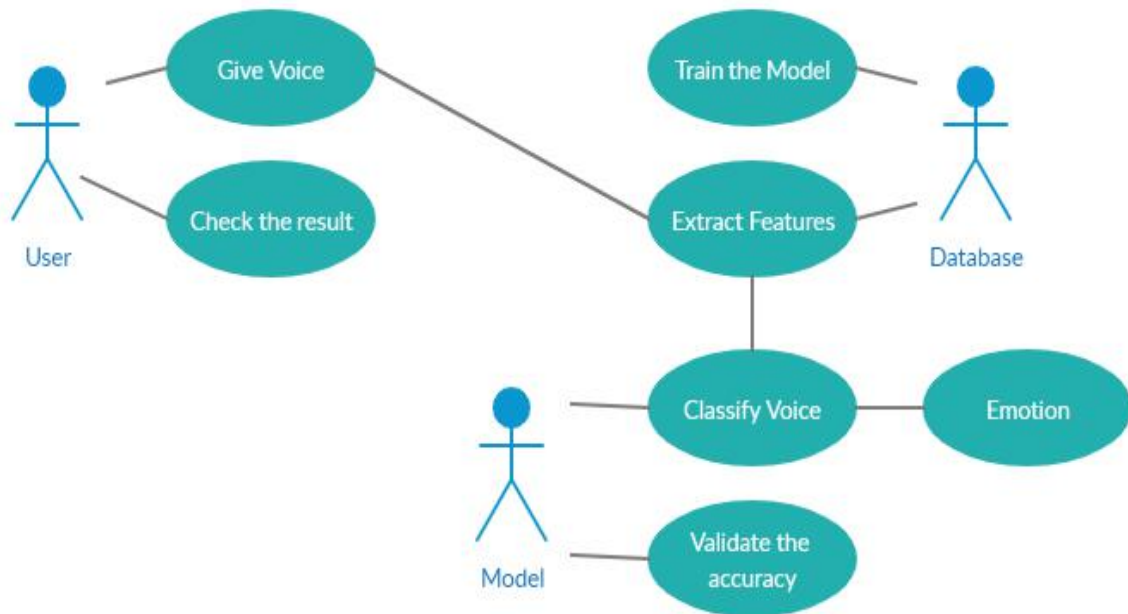 Give Voice
Train the Model
Check the result
Extract Features
User
Database
Classify Voice
Emotion
Validate the
accuracy
Model